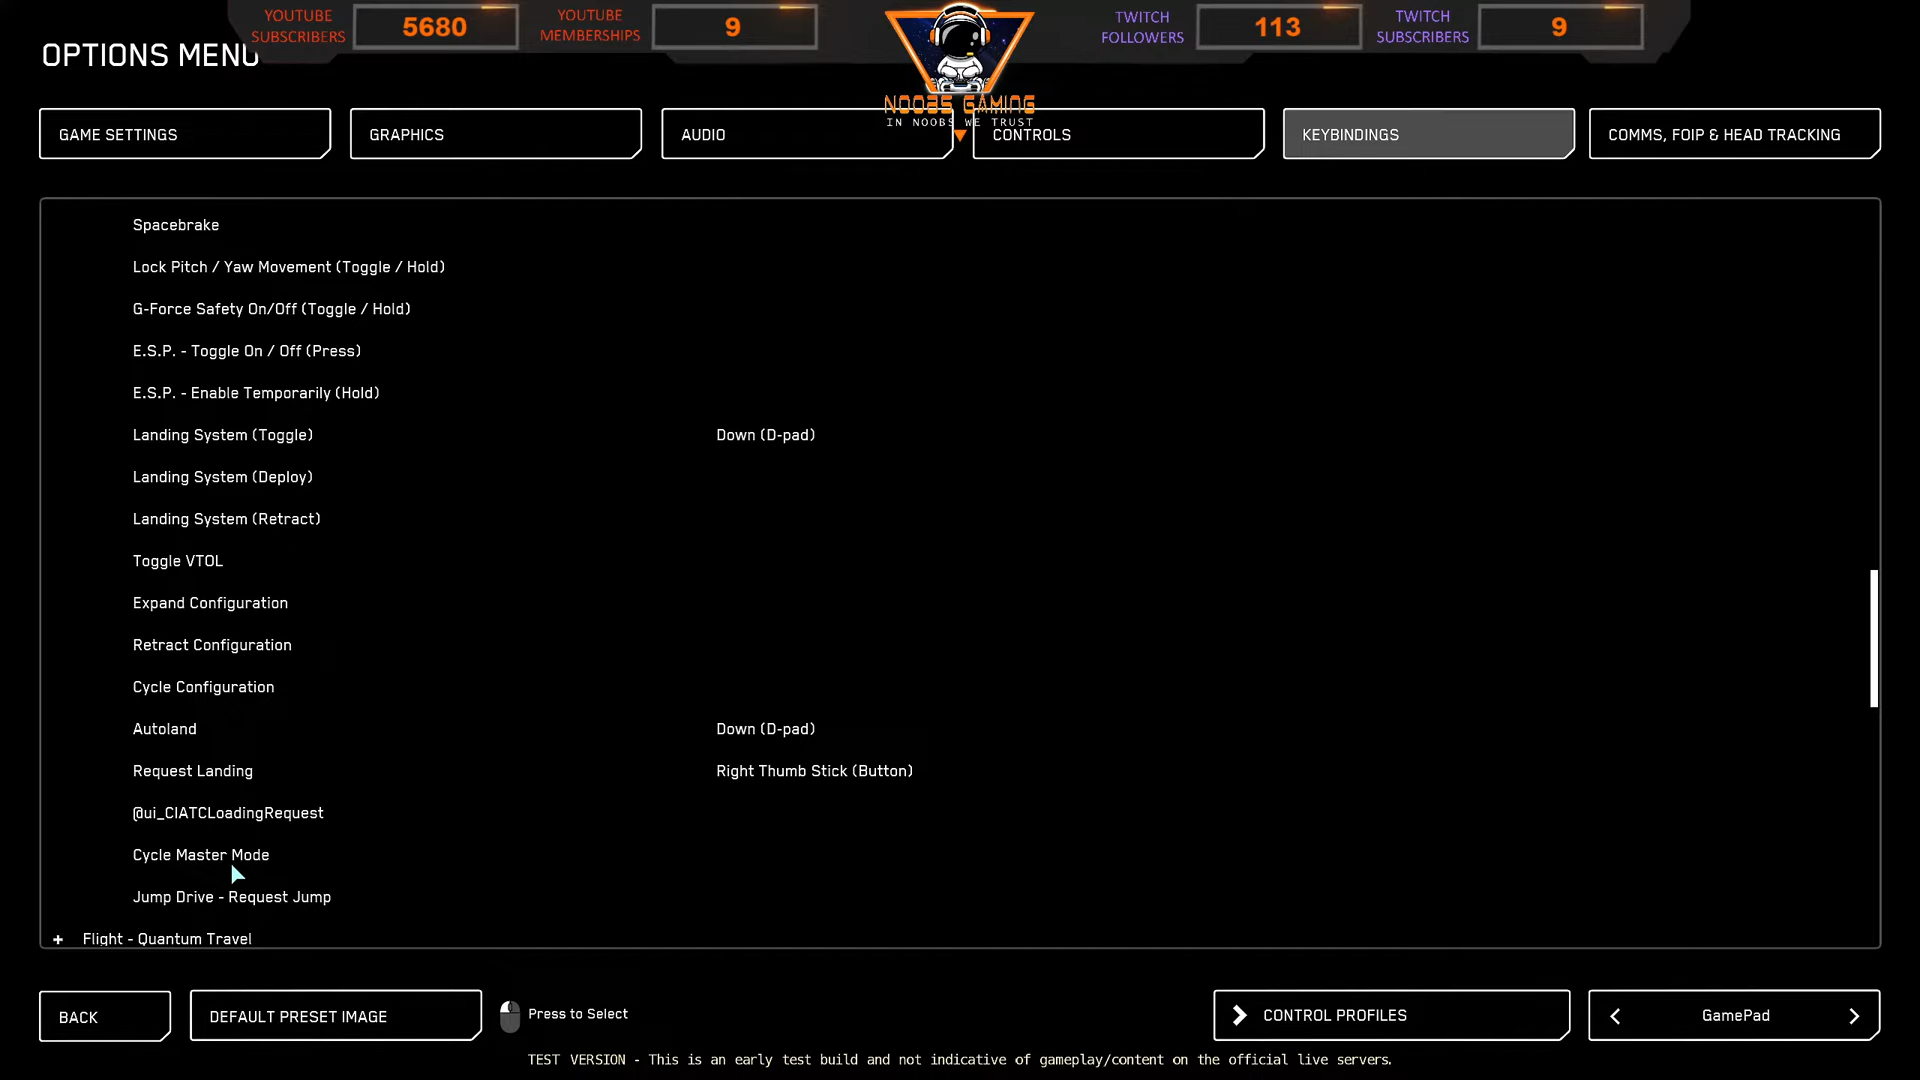 YOUTUBE
SUBSCRIBERS
5680
YOUTUBE
MEMBERSHIPS
9
TWITCH
FOLLOWERS
113
TWITCH
SUBSCRIBERS
9
OPTIONS MENU
NOOBS GAMING
IN NOOBS WE TRUST
GAME SETTINGS
GRAPHICS
AUDIO
CONTROLS
KEYBINDINGS
COMMS, FOIP & HEAD TRACKING
Spacebrake
Lock Pitch / Yaw Movement (Toggle / Hold)
G-Force Safety On/Off (Toggle / Hold)
E.S.P. - Toggle On / Off (Press)
E.S.P. - Enable Temporarily (Hold)
Landing System (Toggle) Down (D-pad)
Landing System (Deploy)
Landing System (Retract)
Toggle VTOL
Expand Configuration
Retract Configuration
Cycle Configuration
Autoland Down (D-pad)
Request Landing Right Thumb Stick (Button)
@ui_CIATCLoadingRequest
Cycle Master Mode
Jump Drive - Request Jump
+ Flight - Quantum Travel
BACK
DEFAULT PRESET IMAGE
Press to Select
CONTROL PROFILES
GamePad
TEST VERSION - This is an early test build and not indicative of gameplay/content on the official live servers.